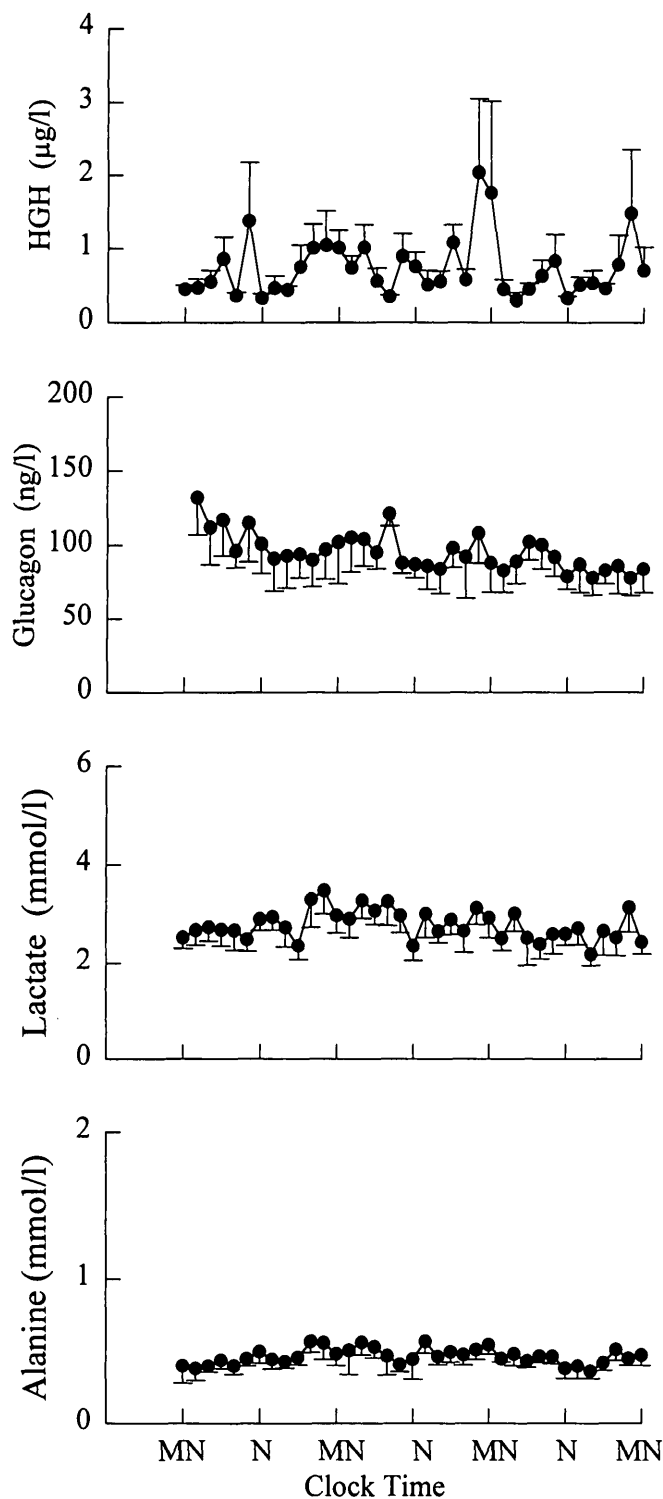 4
3
2
1
0
HGH (µg/l)
200
150
100
50
0
Glucagon (ng/l)
6
4
2
0
Lactate (mmol/l)
2
1
0
Alanine (mmol/l)
MN N MN N MN N MN
Clock Time